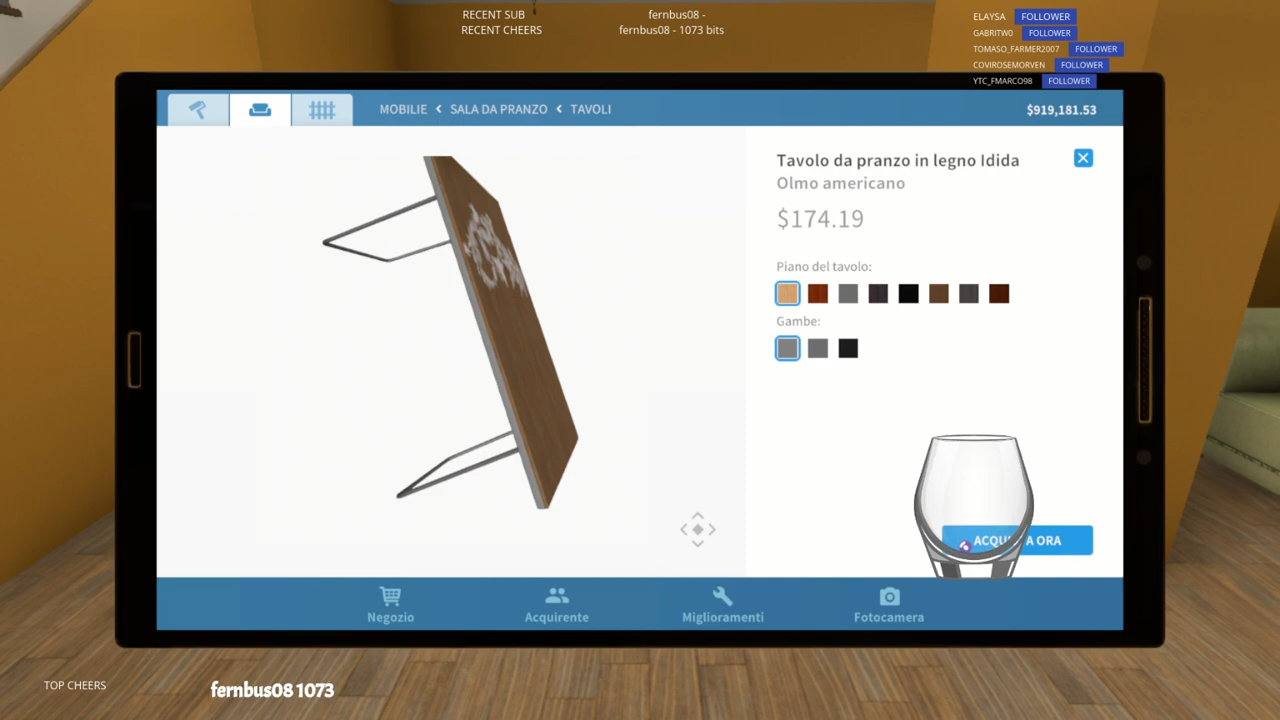 RECENT SUB
fernbus08 -
RECENT CHEERS
fernbus08 - 1073 bits
ELAYSA FOLLOWER
GABRITW0 FOLLOWER
TOMASO_FARMER2007 FOLLOWER
COVIROSEMORVEN FOLLOWER
YTC_FMARCO98 FOLLOWER
MOBILIE < SALA DA PRANZO < TAVOLI
$919,181.53
Tavolo da pranzo in legno Idida
Olmo americano
$174.19
Piano del tavolo:
Gambe:
ORA
Negozio
Acquirente
Miglioramenti
Fotocamera
TOP CHEERS
fernbus08 1073